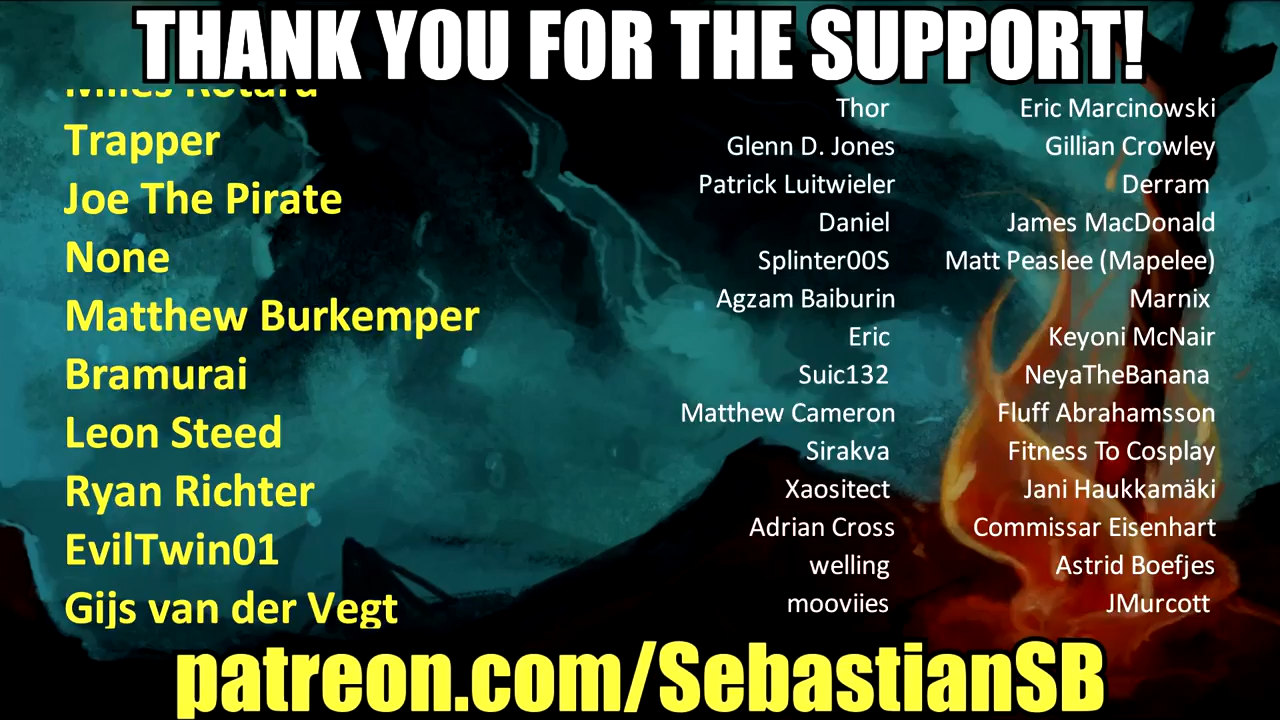 THANK YOU FOR THE SUPPORT!
Trapper
Joe The Pirate
None
Matthew Burkemper
Bramurai
Leon Steed
Ryan Richter
EvilTwin01
Gijs van der Vegt
Thor
Glenn D. Jones
Patrick Luitwieler
Daniel
Splinter00S
Agzam Baiburin
Eric
Suic132
Matthew Cameron
Sirakva
Xaositect
Adrian Cross
welling
mooviies
Eric Marcinowski
Gillian Crowley
Derram
James MacDonald
Matt Peaslee (Mapelee)
Marnix
Keyoni McNair
NeyaTheBanana
Fluff Abrahamsson
Fitness To Cosplay
Jani Haukkamäki
Commissar Eisenhart
Astrid Boefjes
JMurcott
patreon.com/SebastianSB